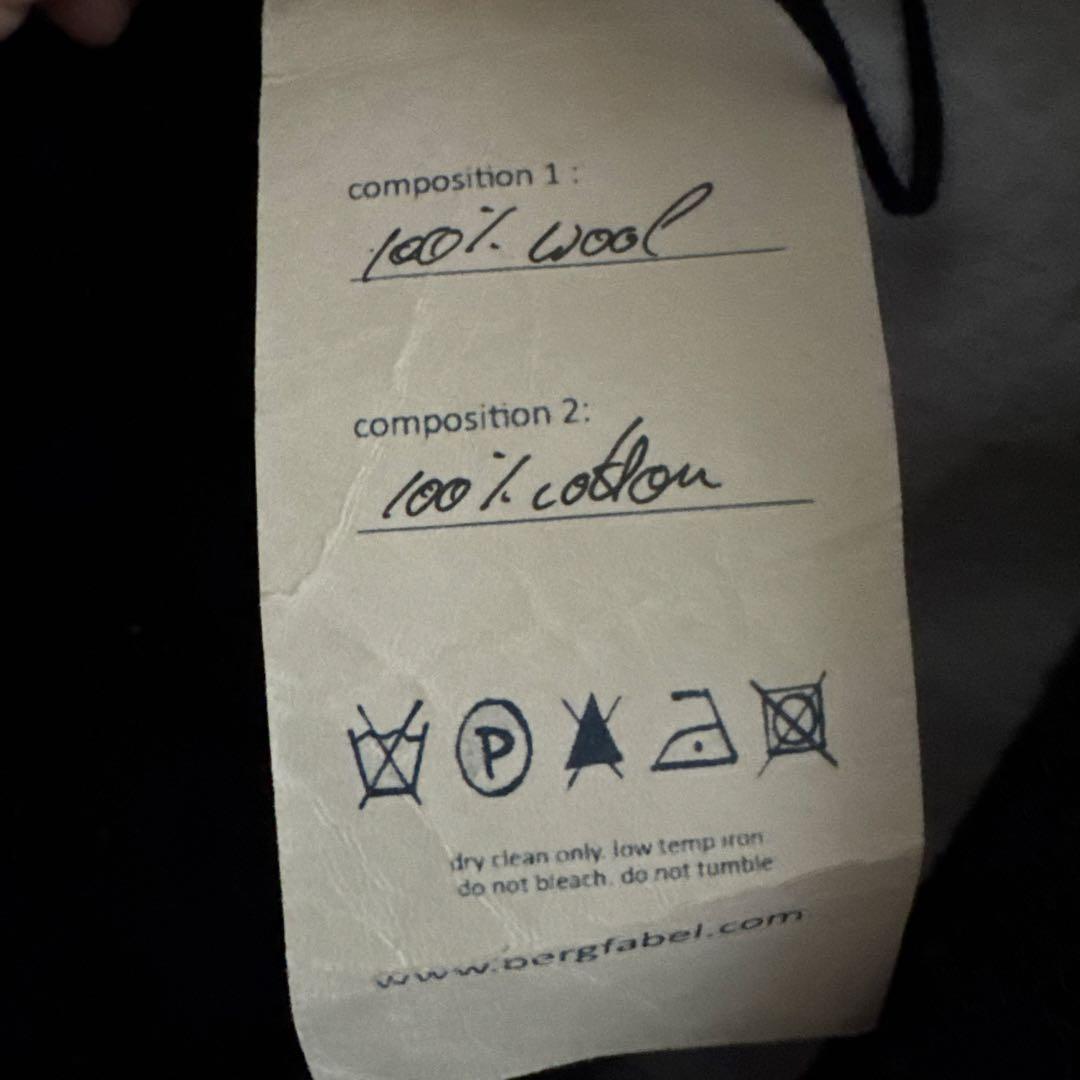 composition 1 :
100% wool
composition 2:
100% cotton
P
dry clean only. low temp iron
do not bleach. do not tumble
www.bergfabel.com